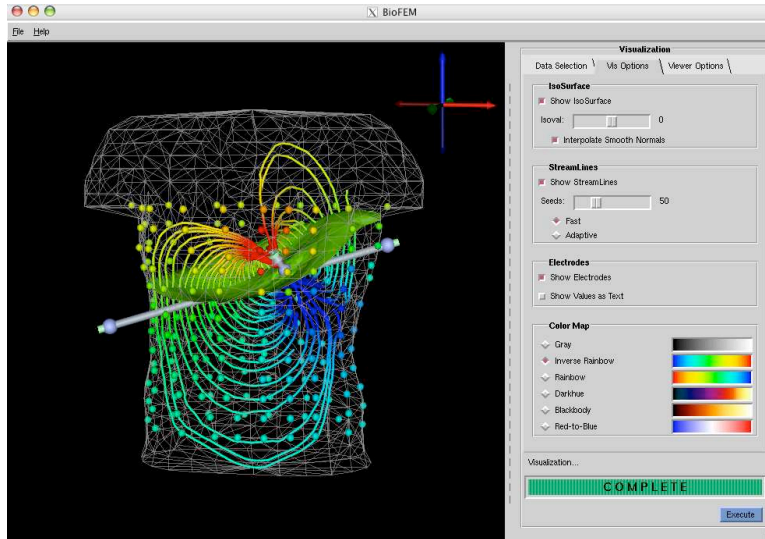 BioFEM
File Help
Visualization
Data Selection Vis Options Viewer Options
IsoSurface
Show IsoSurface
Isoval: 0
Interpolate Smooth Normals
StreamLines
Show StreamLines
Seeds: 50
Fast
Adaptive
Electrodes
Show Electrodes
Show Values as Text
Color Map
Gray
Inverse Rainbow
Rainbow
Darkhue
Blackbody
Red-to-Blue
Visualization...
COMPLETE
Execute